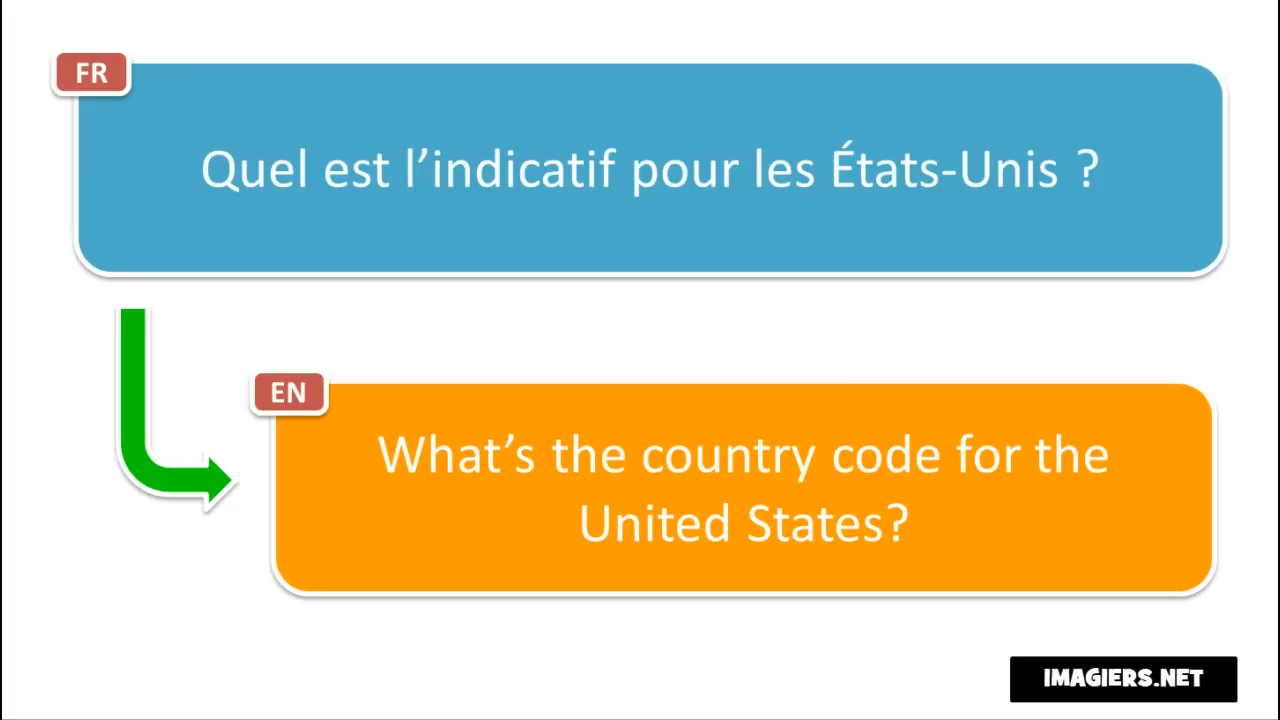 FR
Quel est l’indicatif pour les États-Unis ?
EN
What’s the country code for the
United States?
IMAGIERS.NET